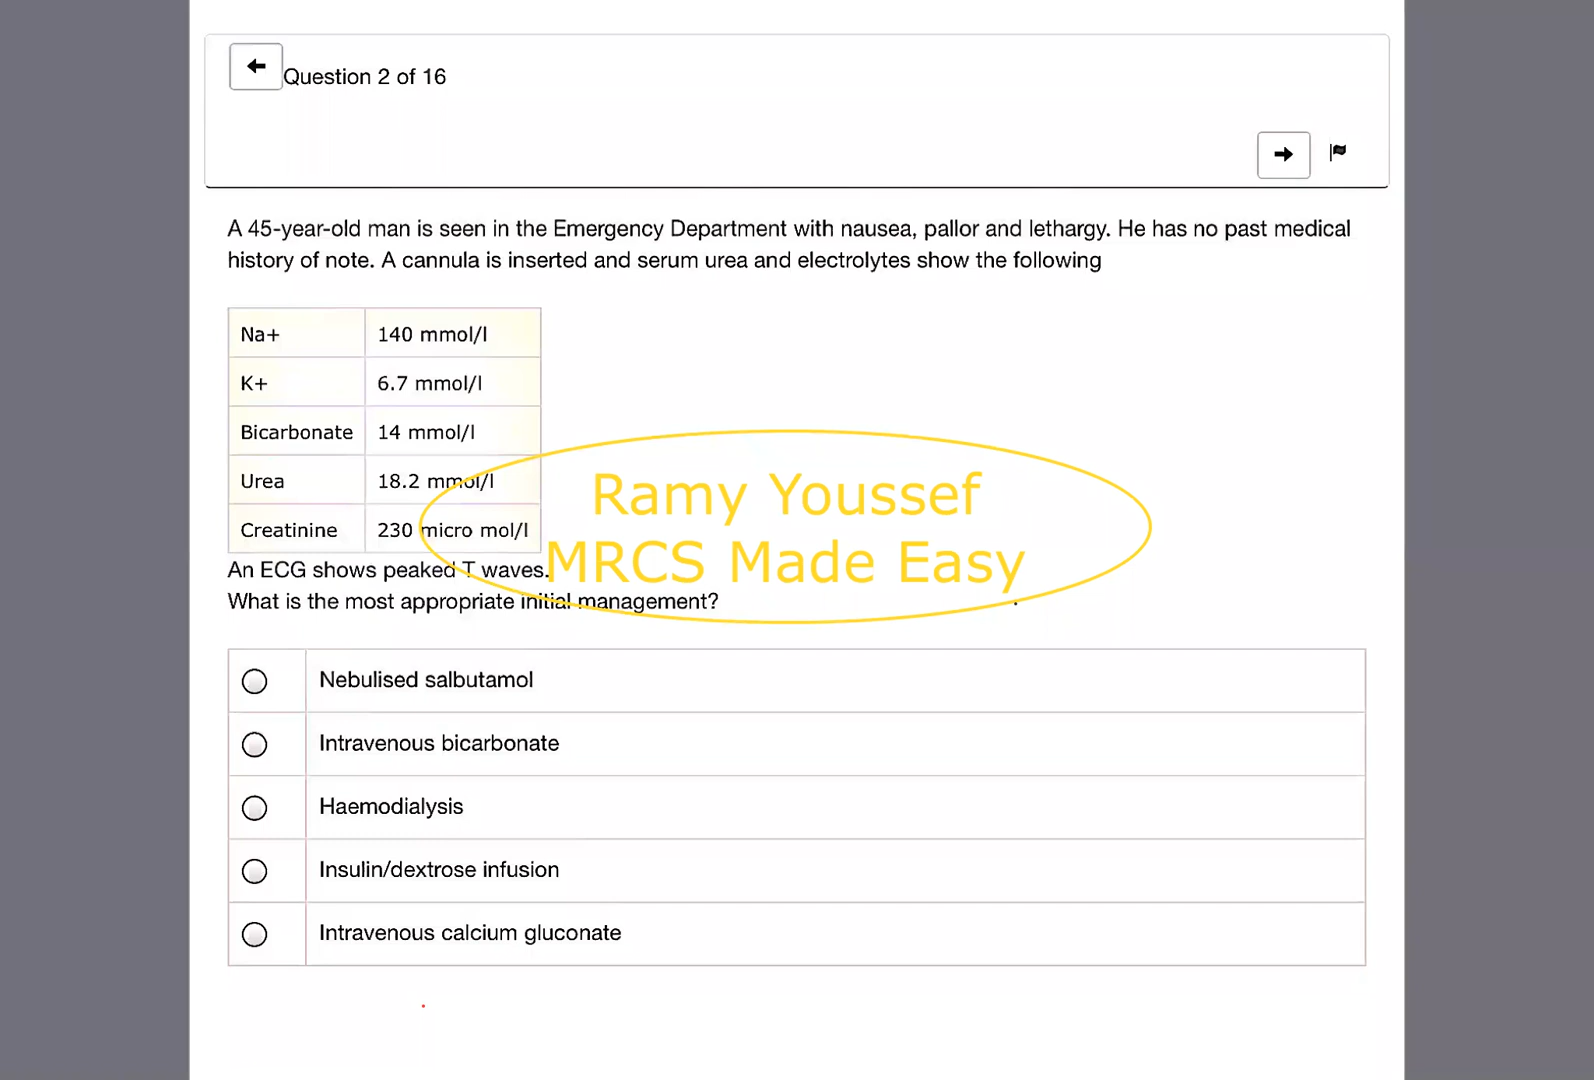 Question 2 of 16
A 45-year-old man is seen in the Emergency Department with nausea, pallor and lethargy. He has no past medical
history of note. A cannula is inserted and serum urea and electrolytes show the following
Na+ 140 mmol/l
K+ 6.7 mmol/l
Bicarbonate 14 mmol/l
Urea 18.2 mmol/l
Creatinine 230 micro mol/l
Ramy Youssef
MRCS Made Easy
An ECG shows peaked T waves.
What is the most appropriate initial management?
Nebulised salbutamol
Intravenous bicarbonate
Haemodialysis
Insulin/dextrose infusion
Intravenous calcium gluconate